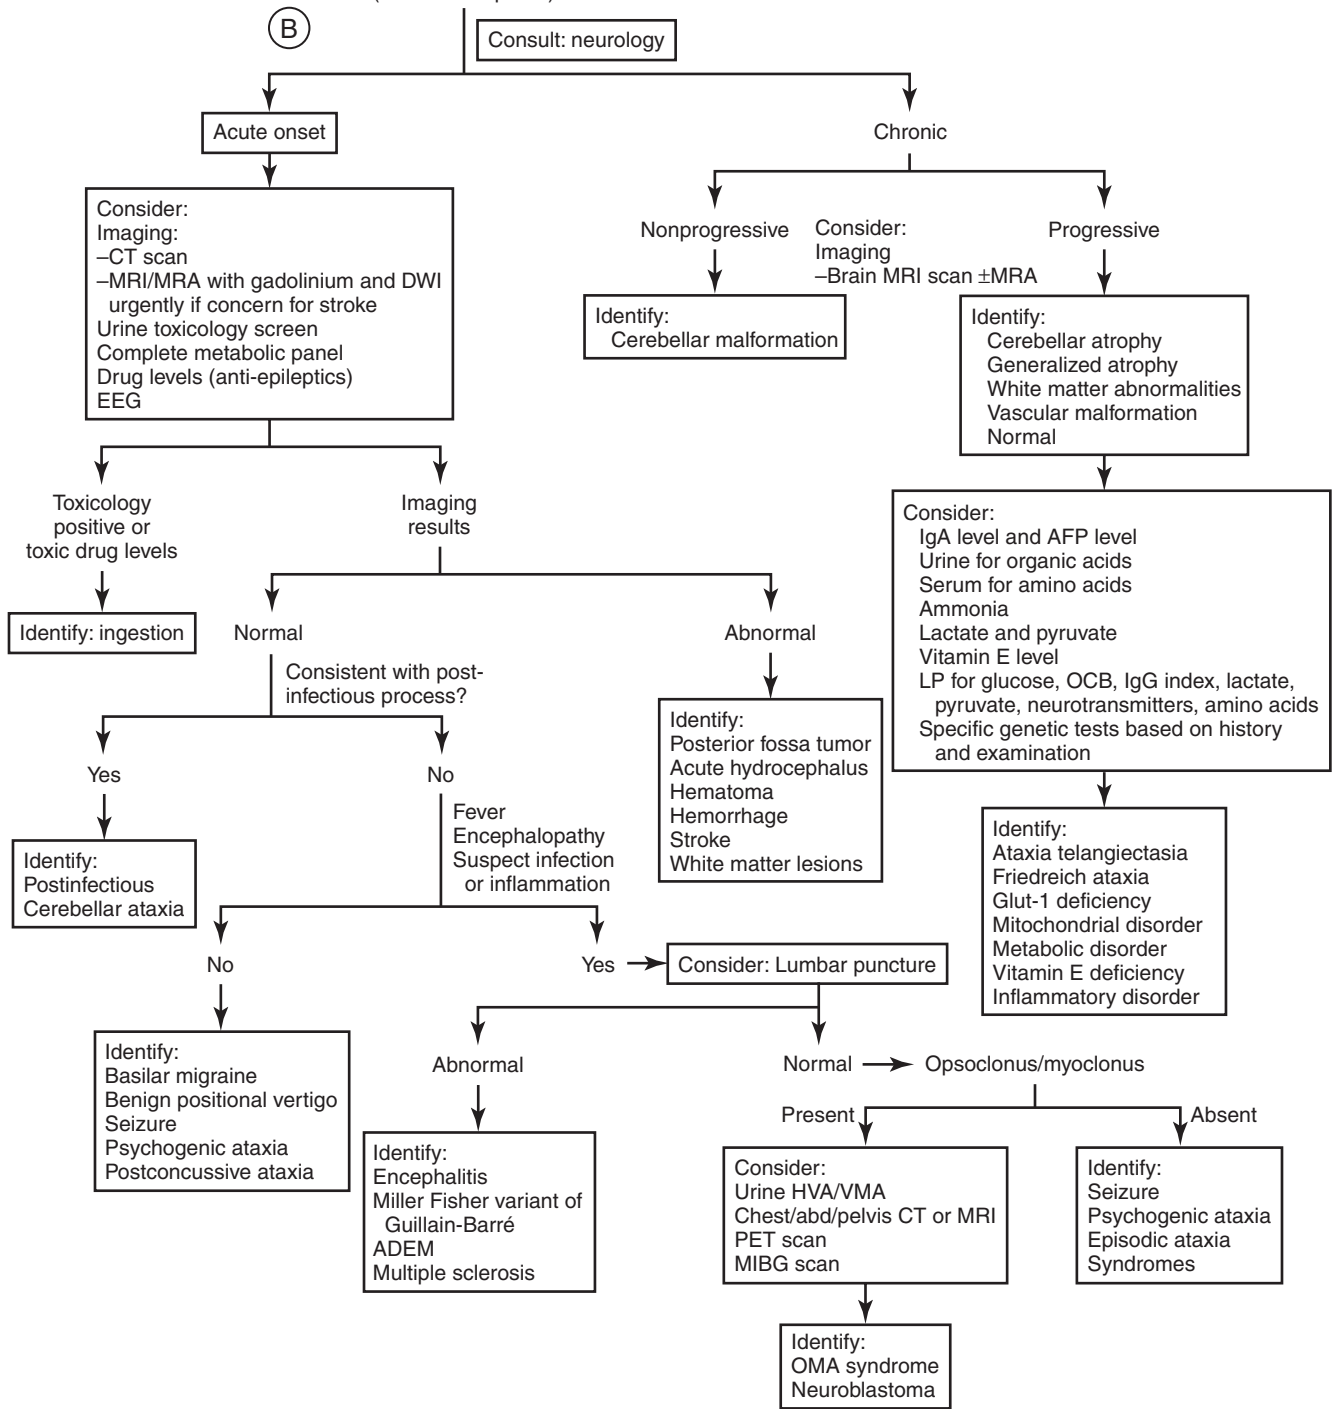 B
Consult: neurology
Acute onset
Chronic
Consider:
Imaging:
–CT scan
–MRI/MRA with gadolinium and DWI
urgently if concern for stroke
Urine toxicology screen
Complete metabolic panel
Drug levels (anti-epileptics)
EEG
Nonprogressive
Consider:
Imaging
–Brain MRI scan ±MRA
Progressive
Identify:
Cerebellar malformation
Identify:
Cerebellar atrophy
Generalized atrophy
White matter abnormalities
Vascular malformation
Normal
Toxicology
positive or
toxic drug levels
Imaging
results
Consider:
IgA level and AFP level
Urine for organic acids
Serum for amino acids
Ammonia
Lactate and pyruvate
Vitamin E level
LP for glucose, OCB, IgG index, lactate,
pyruvate, neurotransmitters, amino acids
Specific genetic tests based on history
and examination
Identify: ingestion
Normal
Abnormal
Consistent with post-
infectious process?
Identify:
Posterior fossa tumor
Acute hydrocephalus
Hematoma
Hemorrhage
Stroke
White matter lesions
Yes
No
Fever
Encephalopathy
Suspect infection
or inflammation
Identify:
Postinfectious
Cerebellar ataxia
Identify:
Ataxia telangiectasia
Friedreich ataxia
Glut-1 deficiency
Mitochondrial disorder
Metabolic disorder
Vitamin E deficiency
Inflammatory disorder
No
Yes
Consider: Lumbar puncture
Identify:
Basilar migraine
Benign positional vertigo
Seizure
Psychogenic ataxia
Postconcussive ataxia
Abnormal
Normal
Opsoclonus/myoclonus
Present
Absent
Identify:
Encephalitis
Miller Fisher variant of
Guillain-Barré
ADEM
Multiple sclerosis
Consider:
Urine HVA/VMA
Chest/abd/pelvis CT or MRI
PET scan
MIBG scan
Identify:
Seizure
Psychogenic ataxia
Episodic ataxia
Syndromes
Identify:
OMA syndrome
Neuroblastoma